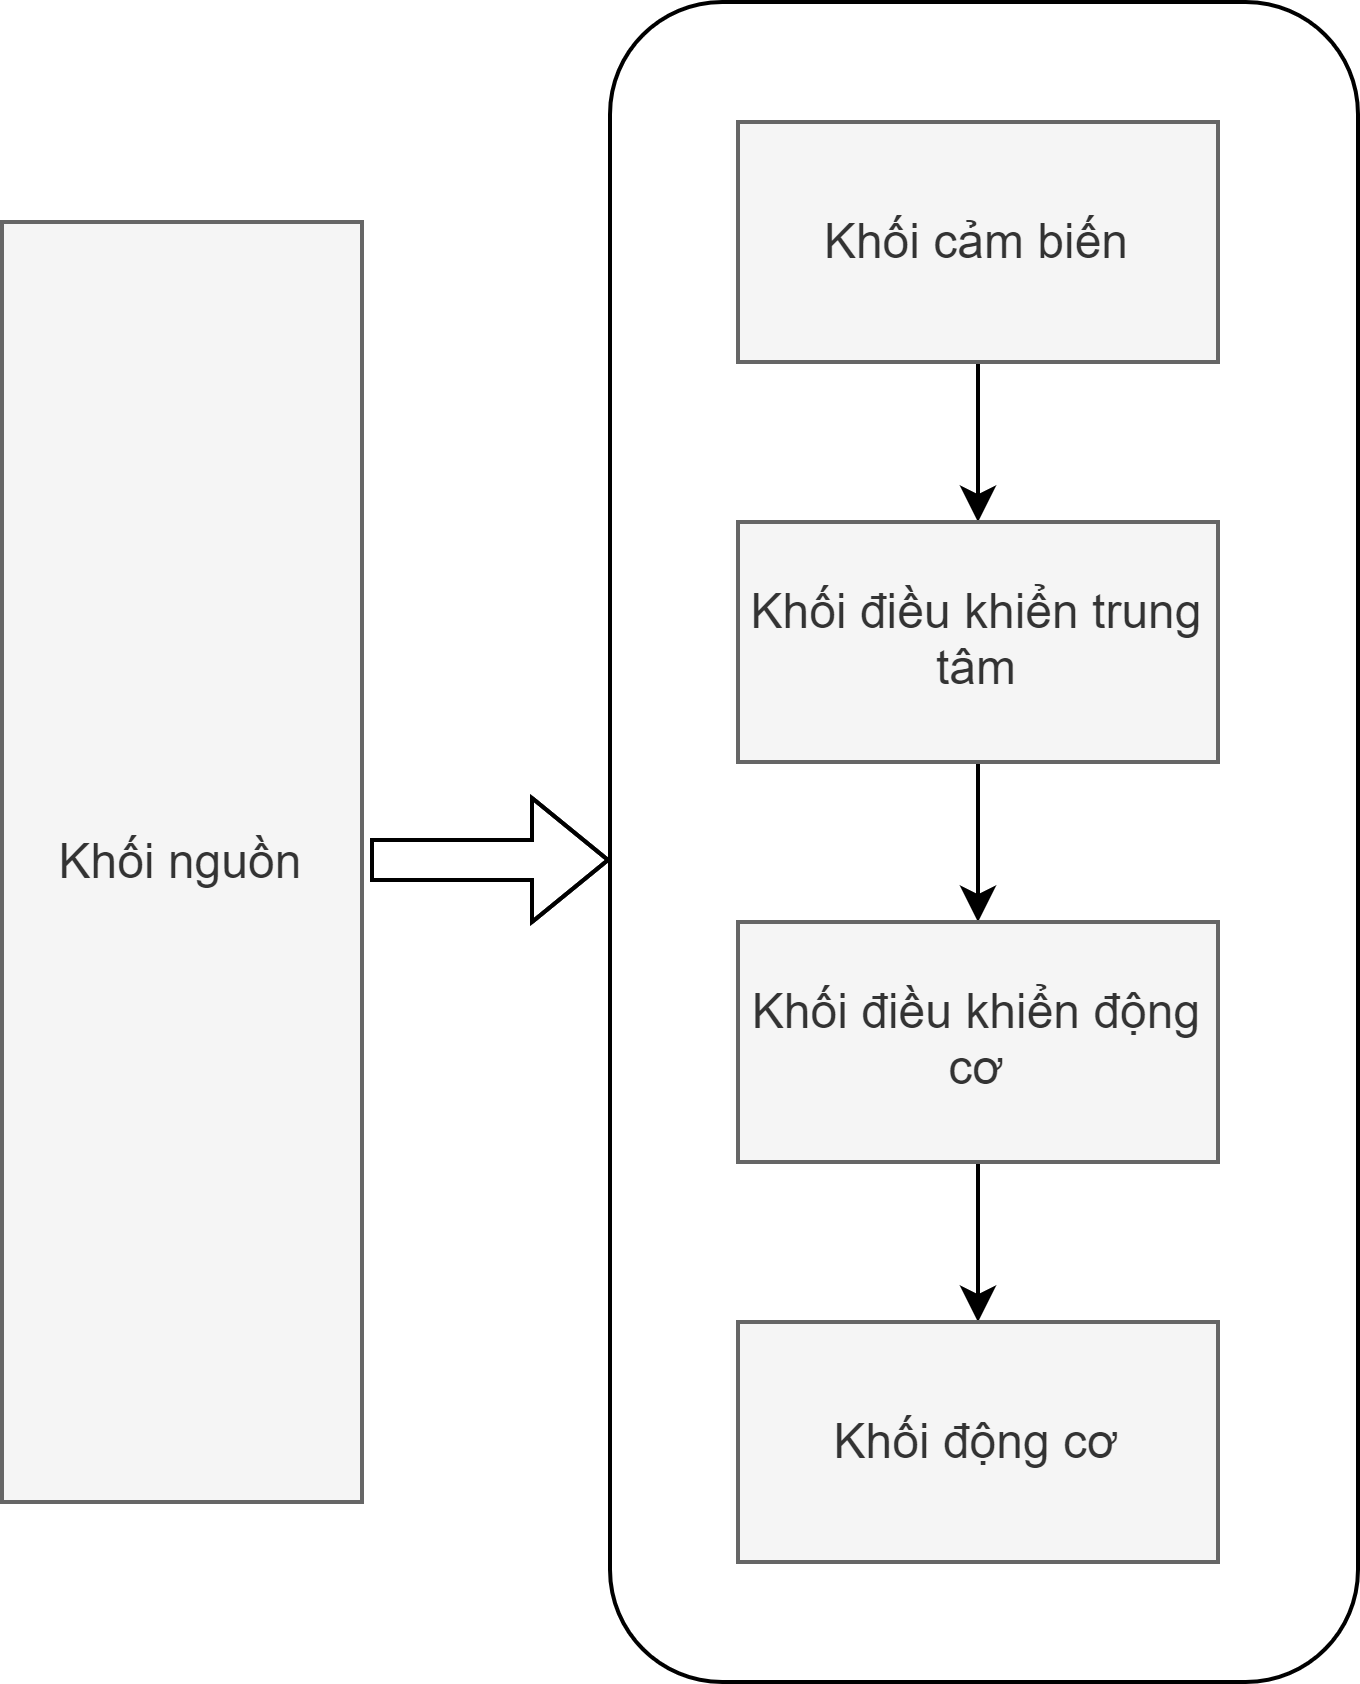 Khối cảm biến
Khối điều khiển trung
tâm
Khối nguồn
Khối điều khiển động
cơ
Khối động cơ